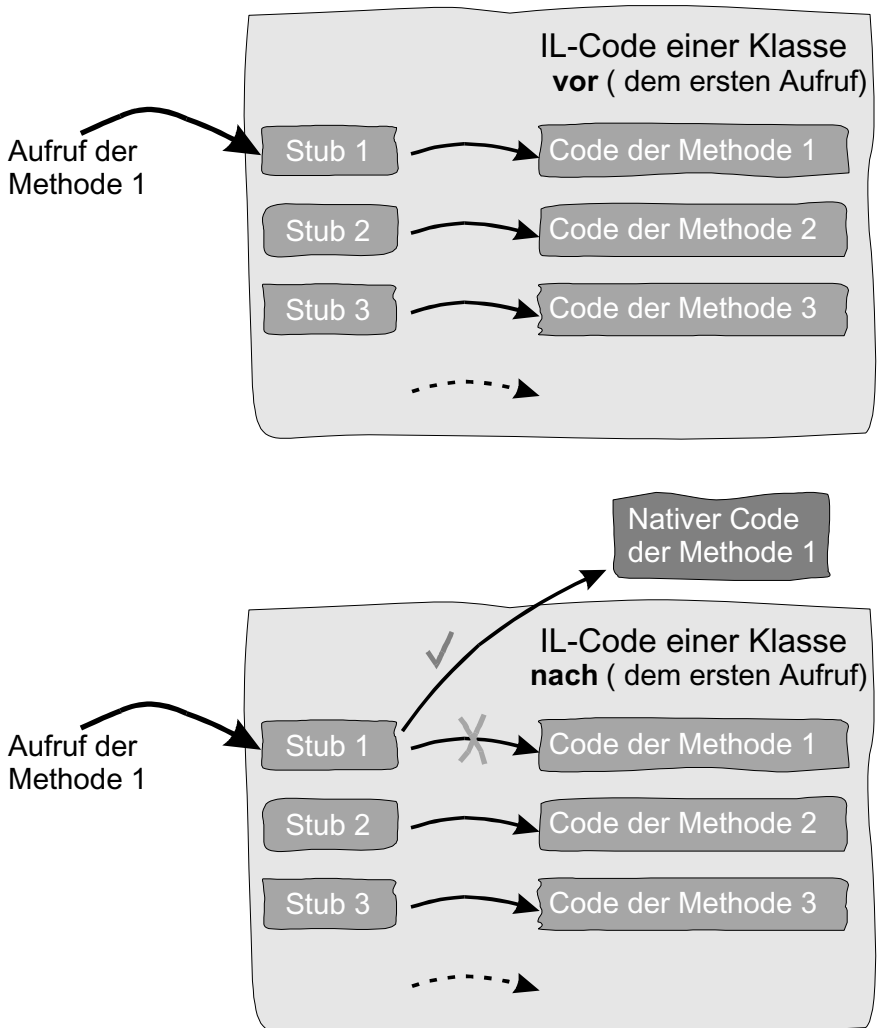 IL-Code einer Klasse
vor ( dem ersten Aufruf)
Aufruf der
Methode 1
Stub 1
Code der Methode 1
Stub 2
Code der Methode 2
Stub 3
Code der Methode 3
Nativer Code
der Methode 1
IL-Code einer Klasse
nach ( dem ersten Aufruf)
Aufruf der
Methode 1
Stub 1
Code der Methode 1
Stub 2
Code der Methode 2
Stub 3
Code der Methode 3